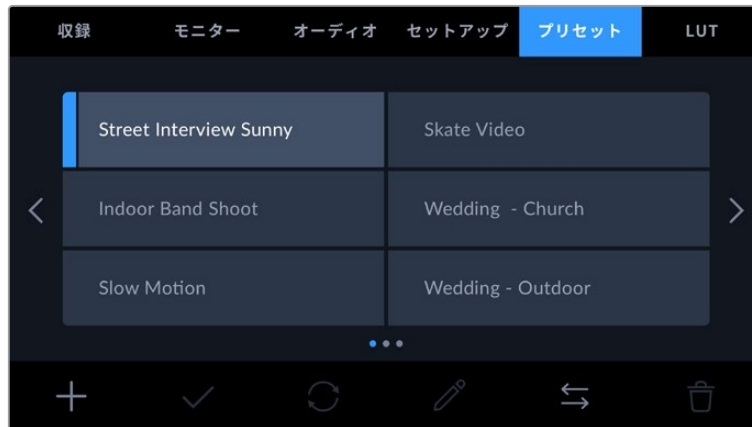 収録 モニター オーディオ セットアップ プリセット LUT
Street Interview Sunny Skate Video
Indoor Band Shoot Wedding - Church
Slow Motion Wedding - Outdoor